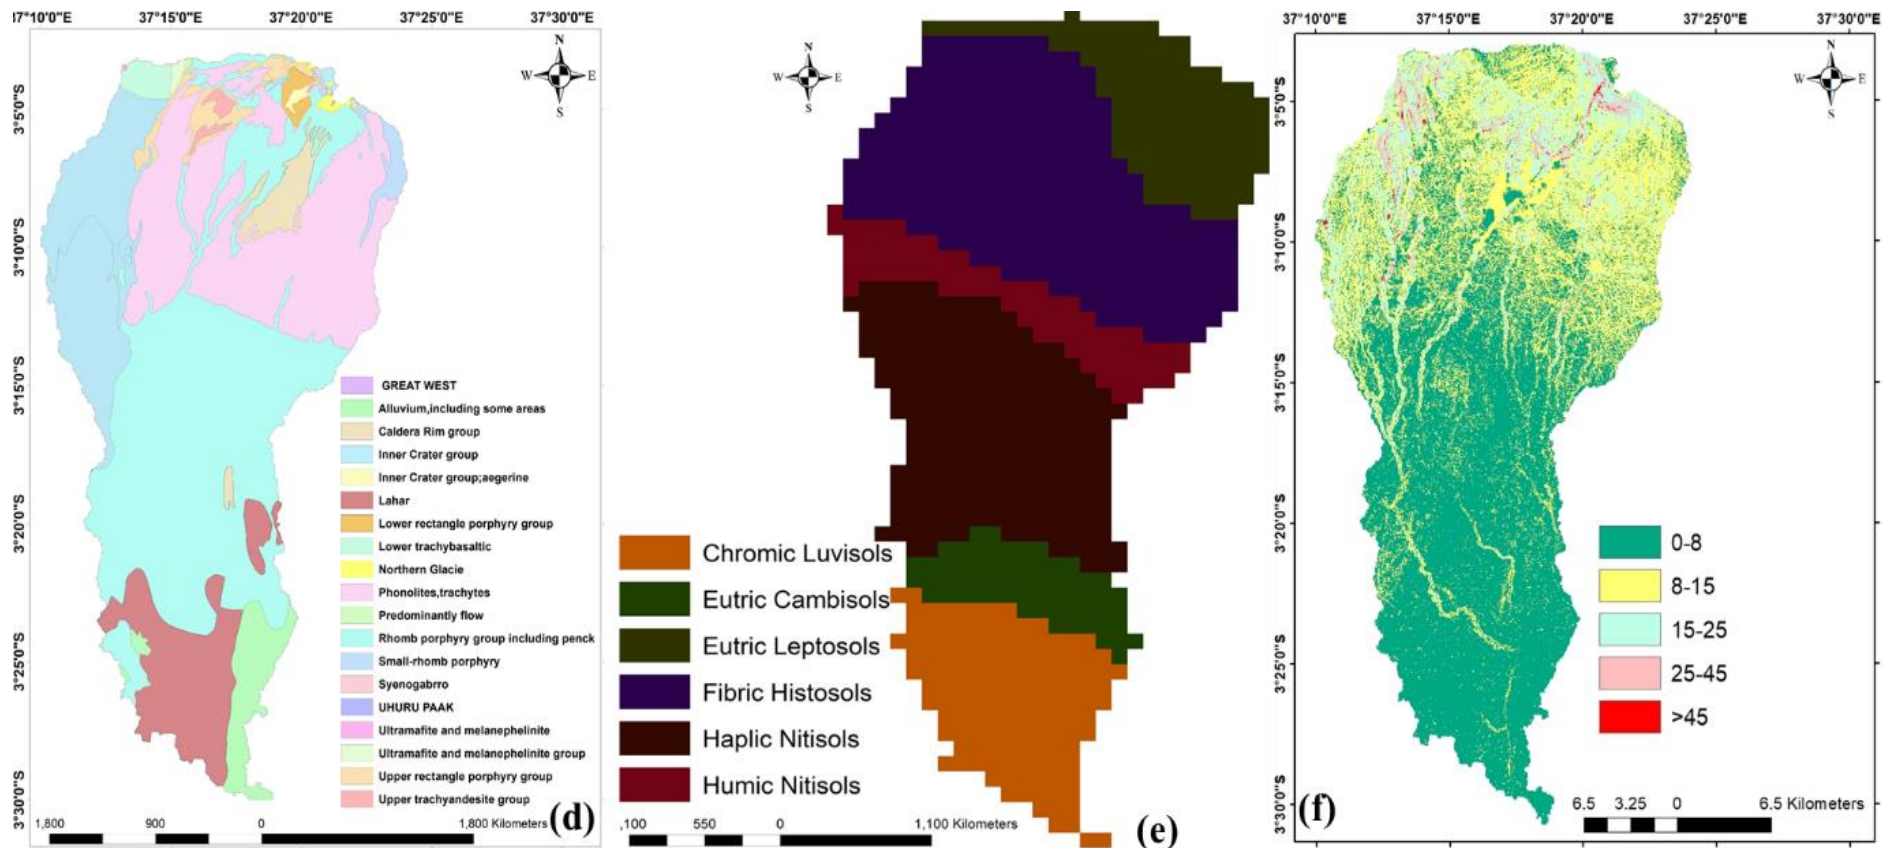 37°10'0"E 37°15'0"E 37°20'0"E 37°25'0"E 37°30'0"E
N
W E
S
3°5'0"S
3°10'0"S
3°15'0"S
3°20'0"S
3°25'0"S
3°30'0"S
GREAT WEST
Alluvium,including some areas
Caldera Rim group
Inner Crater group
Inner Crater group;aegerine
Lahar
Lower rectangle porphyry group
Lower trachybasaltic
Northern Glacie
Phonolites,trachytes
Predominantly flow
Rhomb porphyry group including penck
Small-rhomb porphyry
Syenogabrro
UHURU PAAK
Ultramafite and melanephelinite
Ultramafite and melanephelinite group
Upper rectangle porphyry group
Upper trachyandesite group
1,800 900 0 1,800 Kilometers
(d)
N
W E
S
Chromic Luvisols
Eutric Cambisols
Eutric Leptosols
Fibric Histosols
Haplic Nitisols
Humic Nitisols
,100 550 0 1,100 Kilometers
(e)
37°10'0"E 37°15'0"E 37°20'0"E 37°25'0"E 37°30'0"E
N
W E
S
3°5'0"S
3°10'0"S
3°15'0"S
3°20'0"S
3°25'0"S
3°30'0"S
0-8
8-15
15-25
25-45
>45
6.5 3.25 0 6.5 Kilometers
(f)